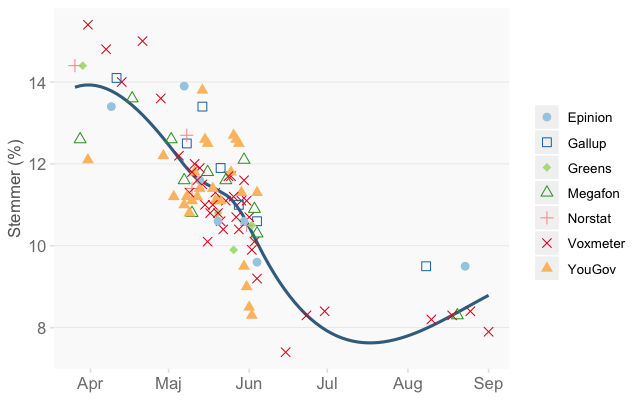 Stemmer (%)
14
12
10
8
Apr Maj Jun Jul Aug Sep
Epinion
Gallup
Greens
Megafon
Norstat
Voxmeter
YouGov